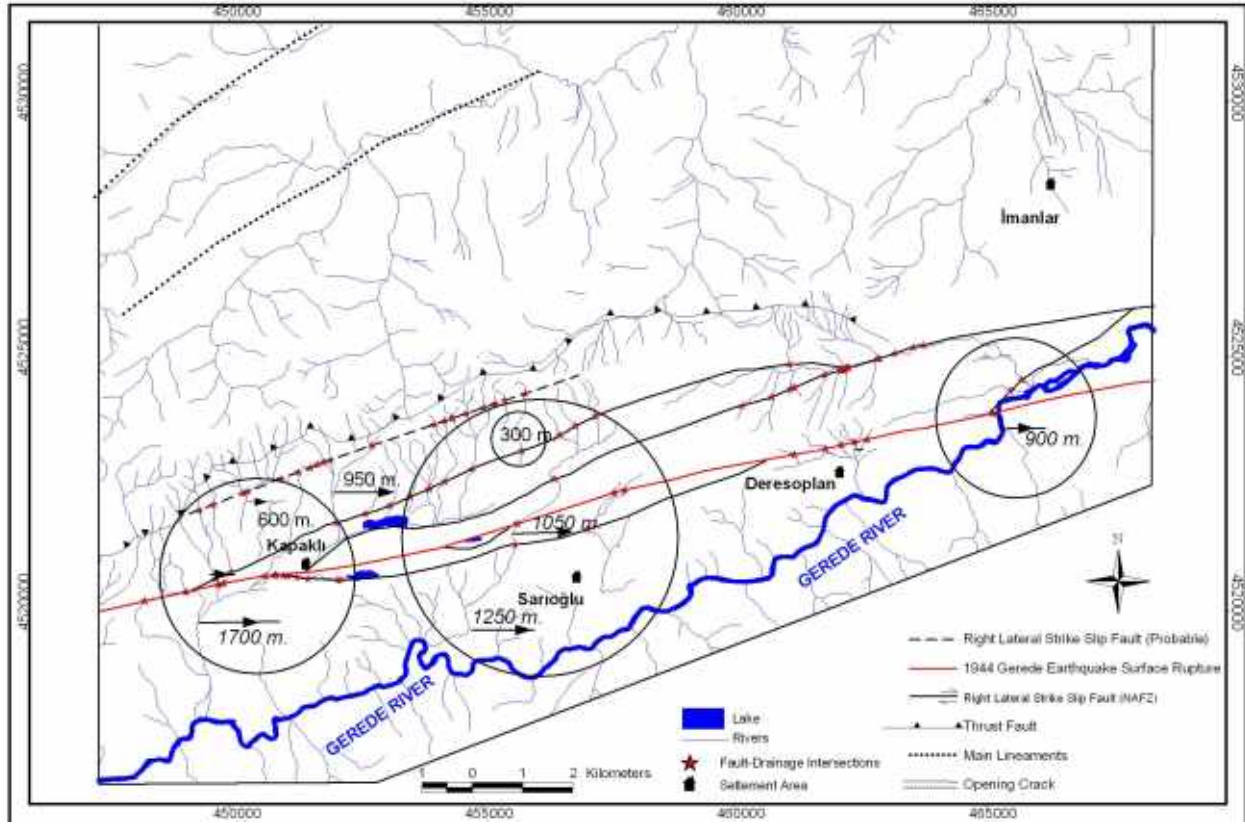 450000 455000 460000 465000
4530000 4530000
İmanlar
4525000 4525000
300 m.
950 m.
900 m.
600 m.
Deresoplan
1050 m.
Kapaklı
GEREDE RIVER
N
Sarıoğlu
4520000 4520000
1250 m.
1700 m.
GEREDE RIVER
Right Lateral Strike Slip Fault (Probable)
1944 Gerede Earthquake Surface Rupture
Right Lateral Strike Slip Fault (NAFZ)
Lake
Thrust Fault
Rivers
Main Lineaments
Fault-Drainage Intersections
1 0 1 2 Kilometers
Settlement Area
Opening Crack
450000 455000 460000 465000